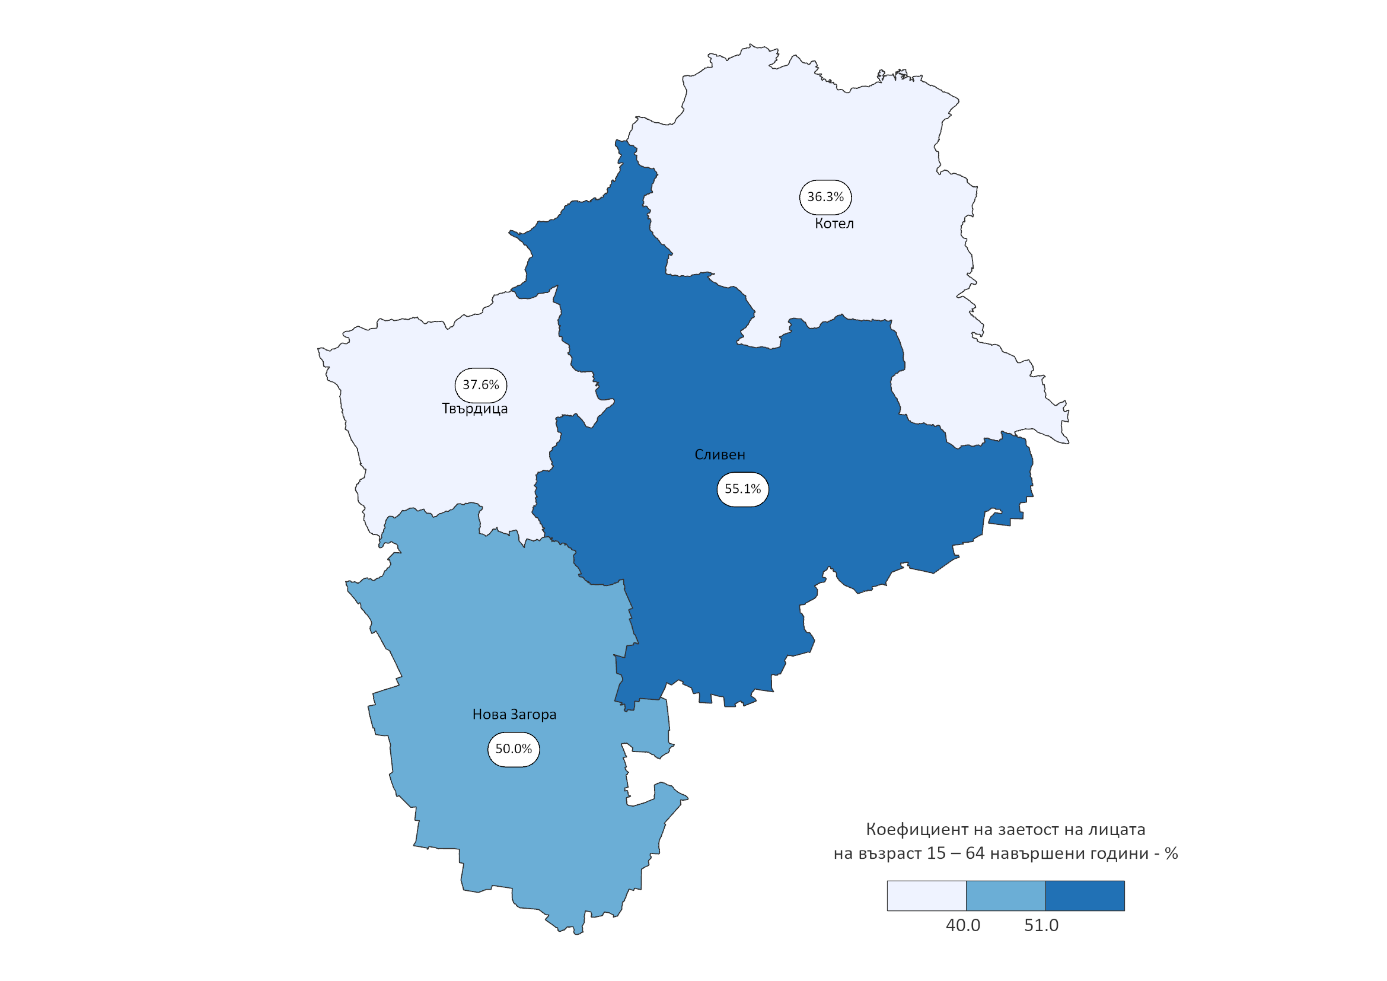 36.3%
Котел
37.6%
Твърдица
Сливен
55.1%
Нова Загора
50.0%
Коефициент на заетост на лицата
на възраст 15 – 64 навършени години - %
40.0 51.0